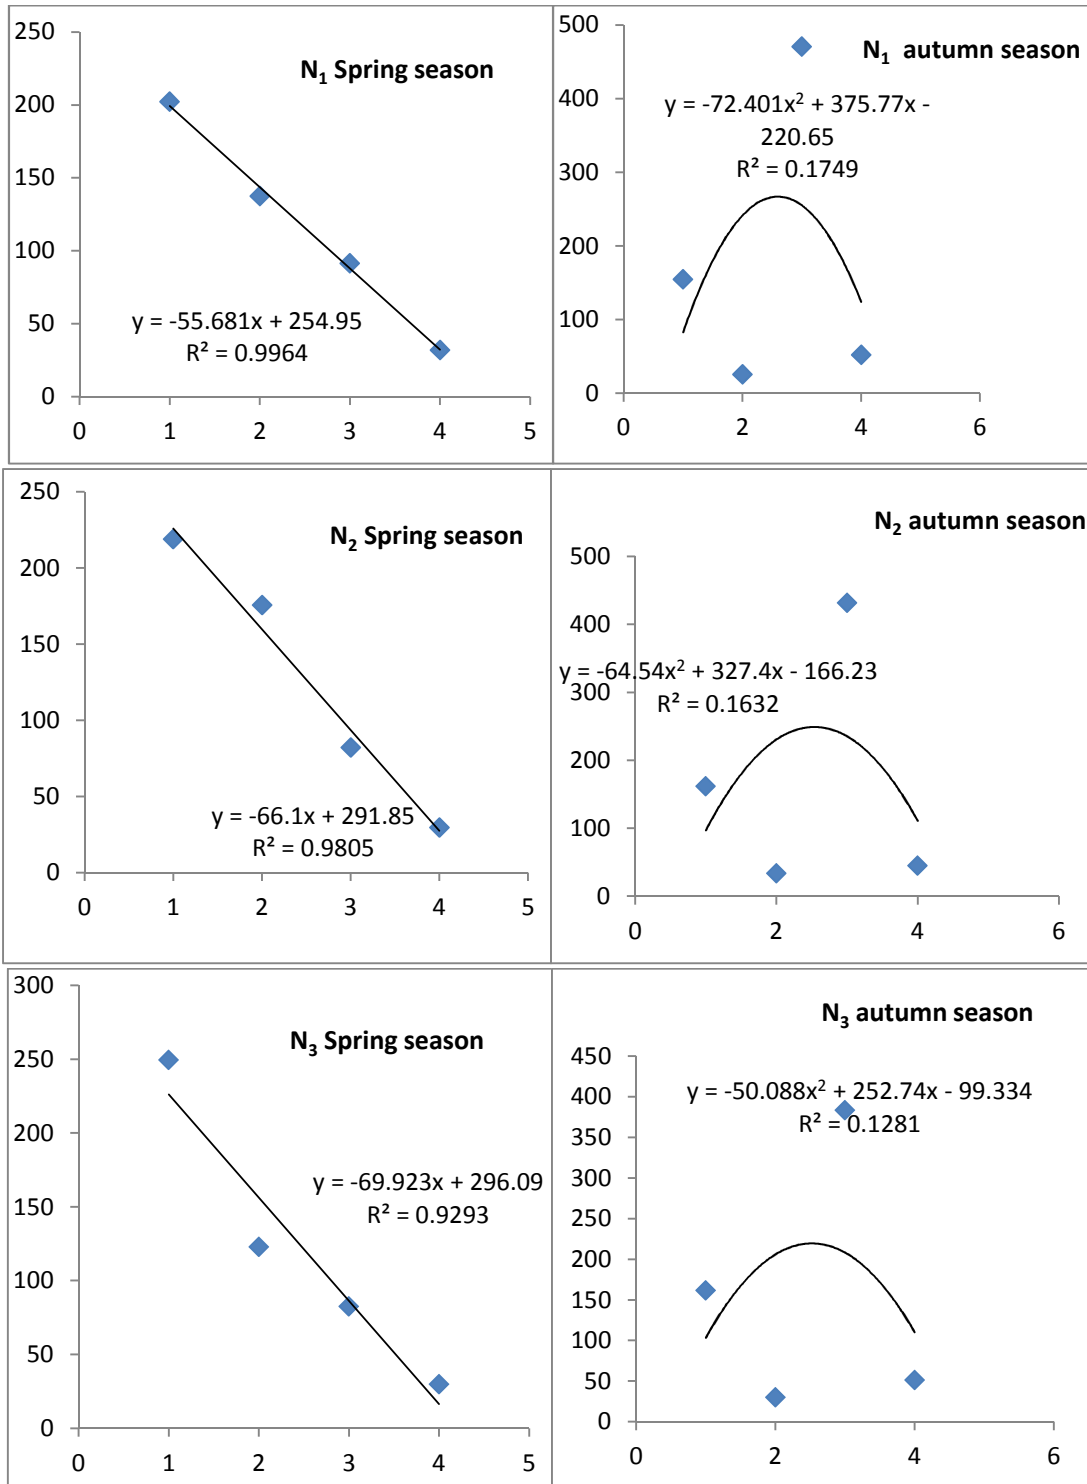 250
200
150
100
50
0
0 1 2 3 4 5
N₁ Spring season
y = -55.681x + 254.95
R² = 0.9964
500
400
300
200
100
0
0 2 4 6
N₁ autumn season
y = -72.401x² + 375.77x -
220.65
R² = 0.1749
250
200
150
100
50
0
0 1 2 3 4 5
N₂ Spring season
y = -66.1x + 291.85
R² = 0.9805
N₂ autumn season
500
400
300
200
100
0
0 2 4 6
y = -64.54x² + 327.4x - 166.23
R² = 0.1632
300
250
200
150
100
50
0
0 1 2 3 4 5
N₃ Spring season
y = -69.923x + 296.09
R² = 0.9293
N₃ autumn season
450
400
350
300
250
200
150
100
50
0
0 2 4 6
y = -50.088x² + 252.74x - 99.334
R² = 0.1281